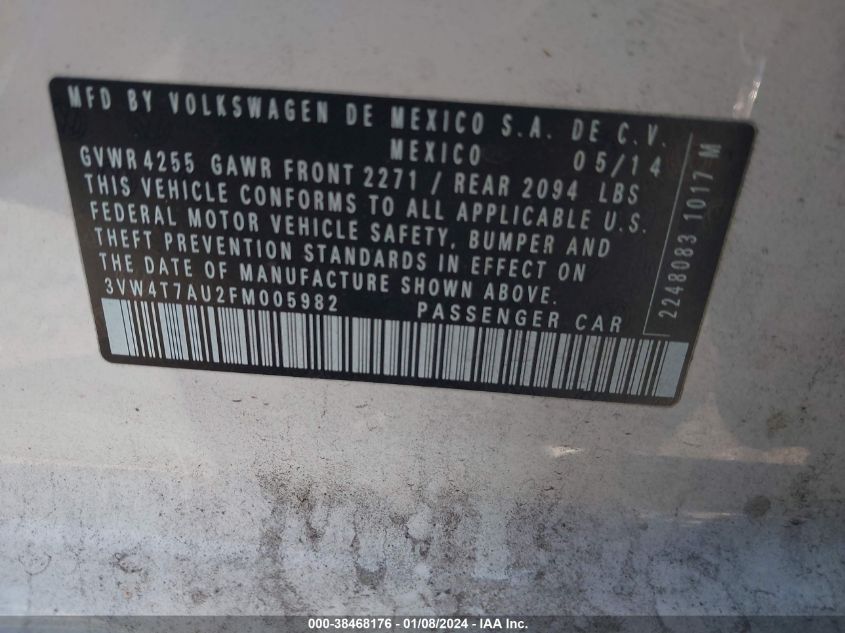 MFD BY VOLKSWAGEN DE MEXICO S.A. DE C.V.
MEXICO 05/14
GVWR 4255 GAWR FRONT 2271 / REAR 2094 LBS
THIS VEHICLE CONFORMS TO ALL APPLICABLE U.S.
FEDERAL MOTOR VEHICLE SAFETY, BUMPER AND
THEFT PREVENTION STANDARDS IN EFFECT ON
THE DATE OF MANUFACTURE SHOWN ABOVE.
3VW4T7AU2FM005982 PASSENGER CAR
2248083 1017 M
000-38468176 - 01/08/2024 - IAAI, Inc.